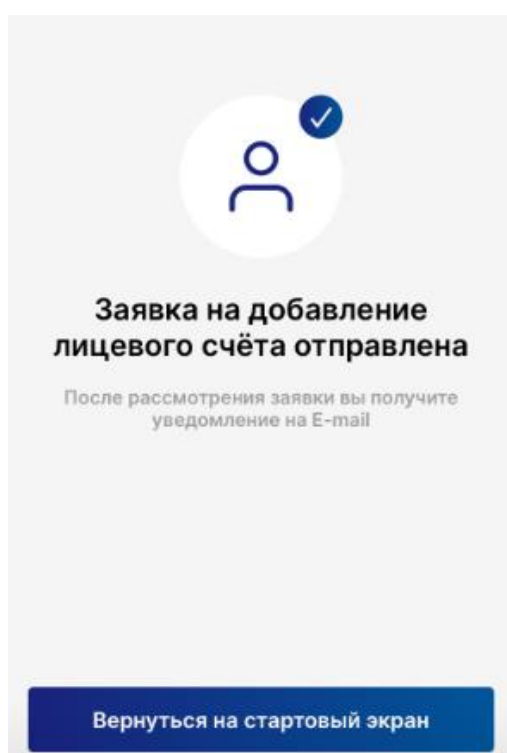 Заявка на добавление
лицевого счёта отправлена
После рассмотрения заявки вы получите
уведомление на E-mail
Вернуться на стартовый экран